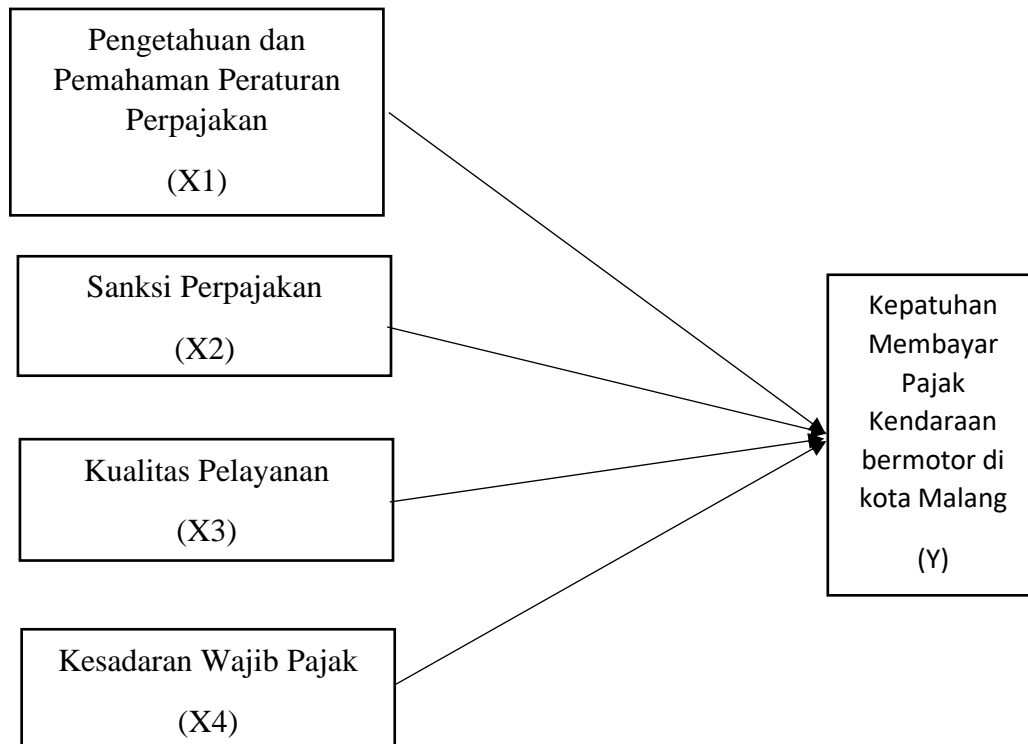 Pengetahuan dan
Pemahaman Peraturan
Perpajakan
(X1)
Sanksi Perpajakan
(X2)
Kualitas Pelayanan
(X3)
Kesadaran Wajib Pajak
(X4)
Kepatuhan
Membayar
Pajak
Kendaraan
bermotor di
kota Malang
(Y)